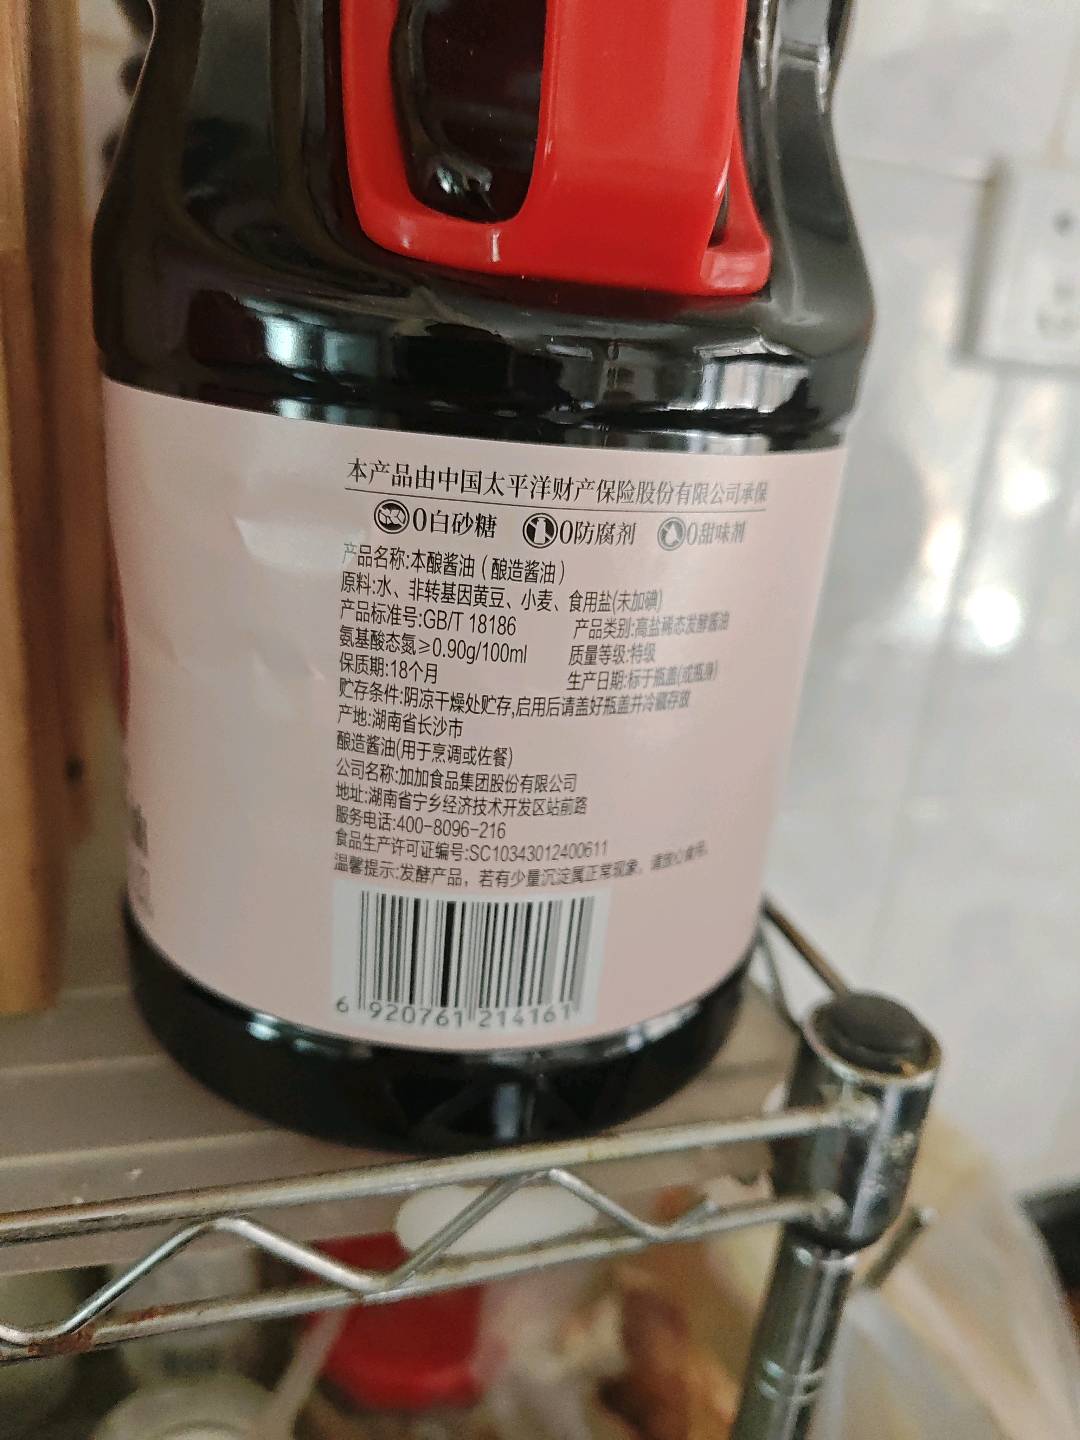 本产品由中国太平洋财产保险股份有限公司承保
0白砂糖 0防腐剂 0甜味剂
产品名称:本酿酱油(酿造酱油)
原料:水、非转基因黄豆、小麦、食用盐(未加碘)
产品标准号:GB/T 18186 产品类别:高盐稀态发酵酱油
氨基酸态氮≥0.90g/100ml 质量等级:特级
保质期:18个月 生产日期:标于瓶盖(或瓶身)
贮存条件:阴凉干燥处贮存,启用后请盖好瓶盖并冷藏存放
产地:湖南省长沙市
酿造酱油(用于烹调或佐餐)
公司名称:加加食品集团股份有限公司
地址:湖南省宁乡经济技术开发区站前路
服务电话:400-8096-216
食品生产许可证编号:SC10343012400611
温馨提示:发酵产品，若有少量沉淀属正常现象，请放心食用。
6 920761 214161